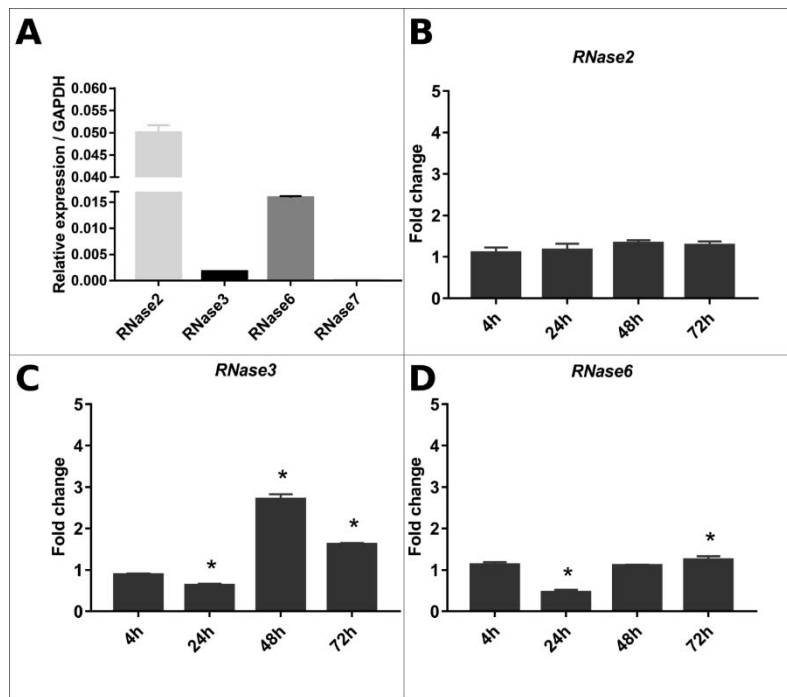 A
Relative expression / GAPDH
0.060
0.055
0.050
0.045
0.040
0.015
0.010
0.005
0.000
RNase2
RNase3
RNase6
RNase7
B
RNase2
Fold change
5
4
3
2
1
0
4h
24h
48h
72h
C
RNase3
Fold change
5
4
3
2
1
0
*
*
*
4h
24h
48h
72h
D
RNase6
Fold change
5
4
3
2
1
0
*
*
4h
24h
48h
72h